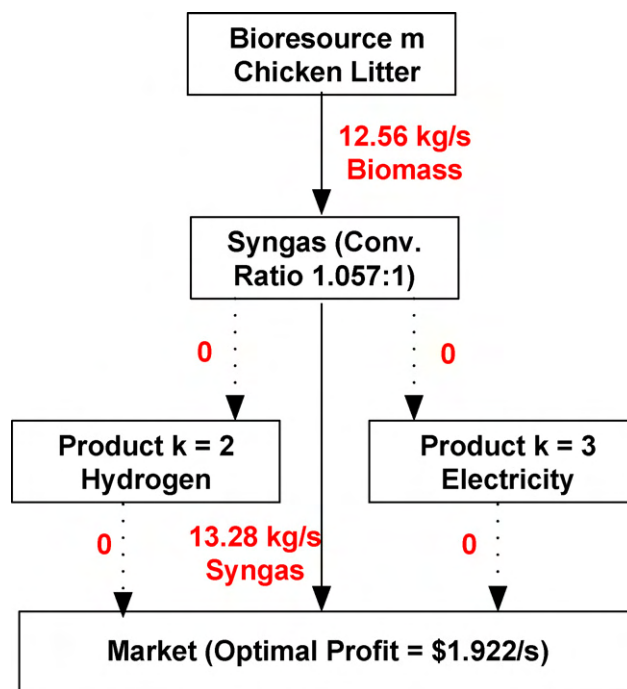 Bioresource m
Chicken Litter
12.56 kg/s
Biomass
Syngas (Conv.
Ratio 1.057:1)
0
0
Product k = 2
Hydrogen
Product k = 3
Electricity
0
13.28 kg/s
Syngas
0
Market (Optimal Profit = $1.922/s)